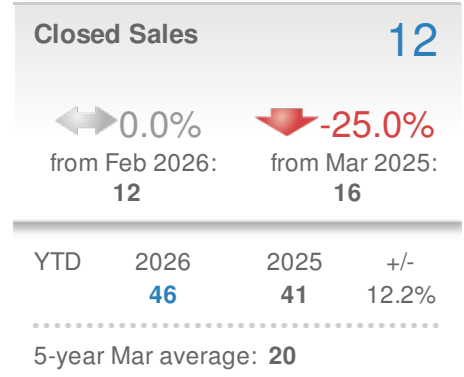 Closed Sales 12
0.0% -25.0%
from Feb 2026: from Mar 2025:
12 16
YTD 2026 2025 +/-
46 41 12.2%
5-year Mar average: 20